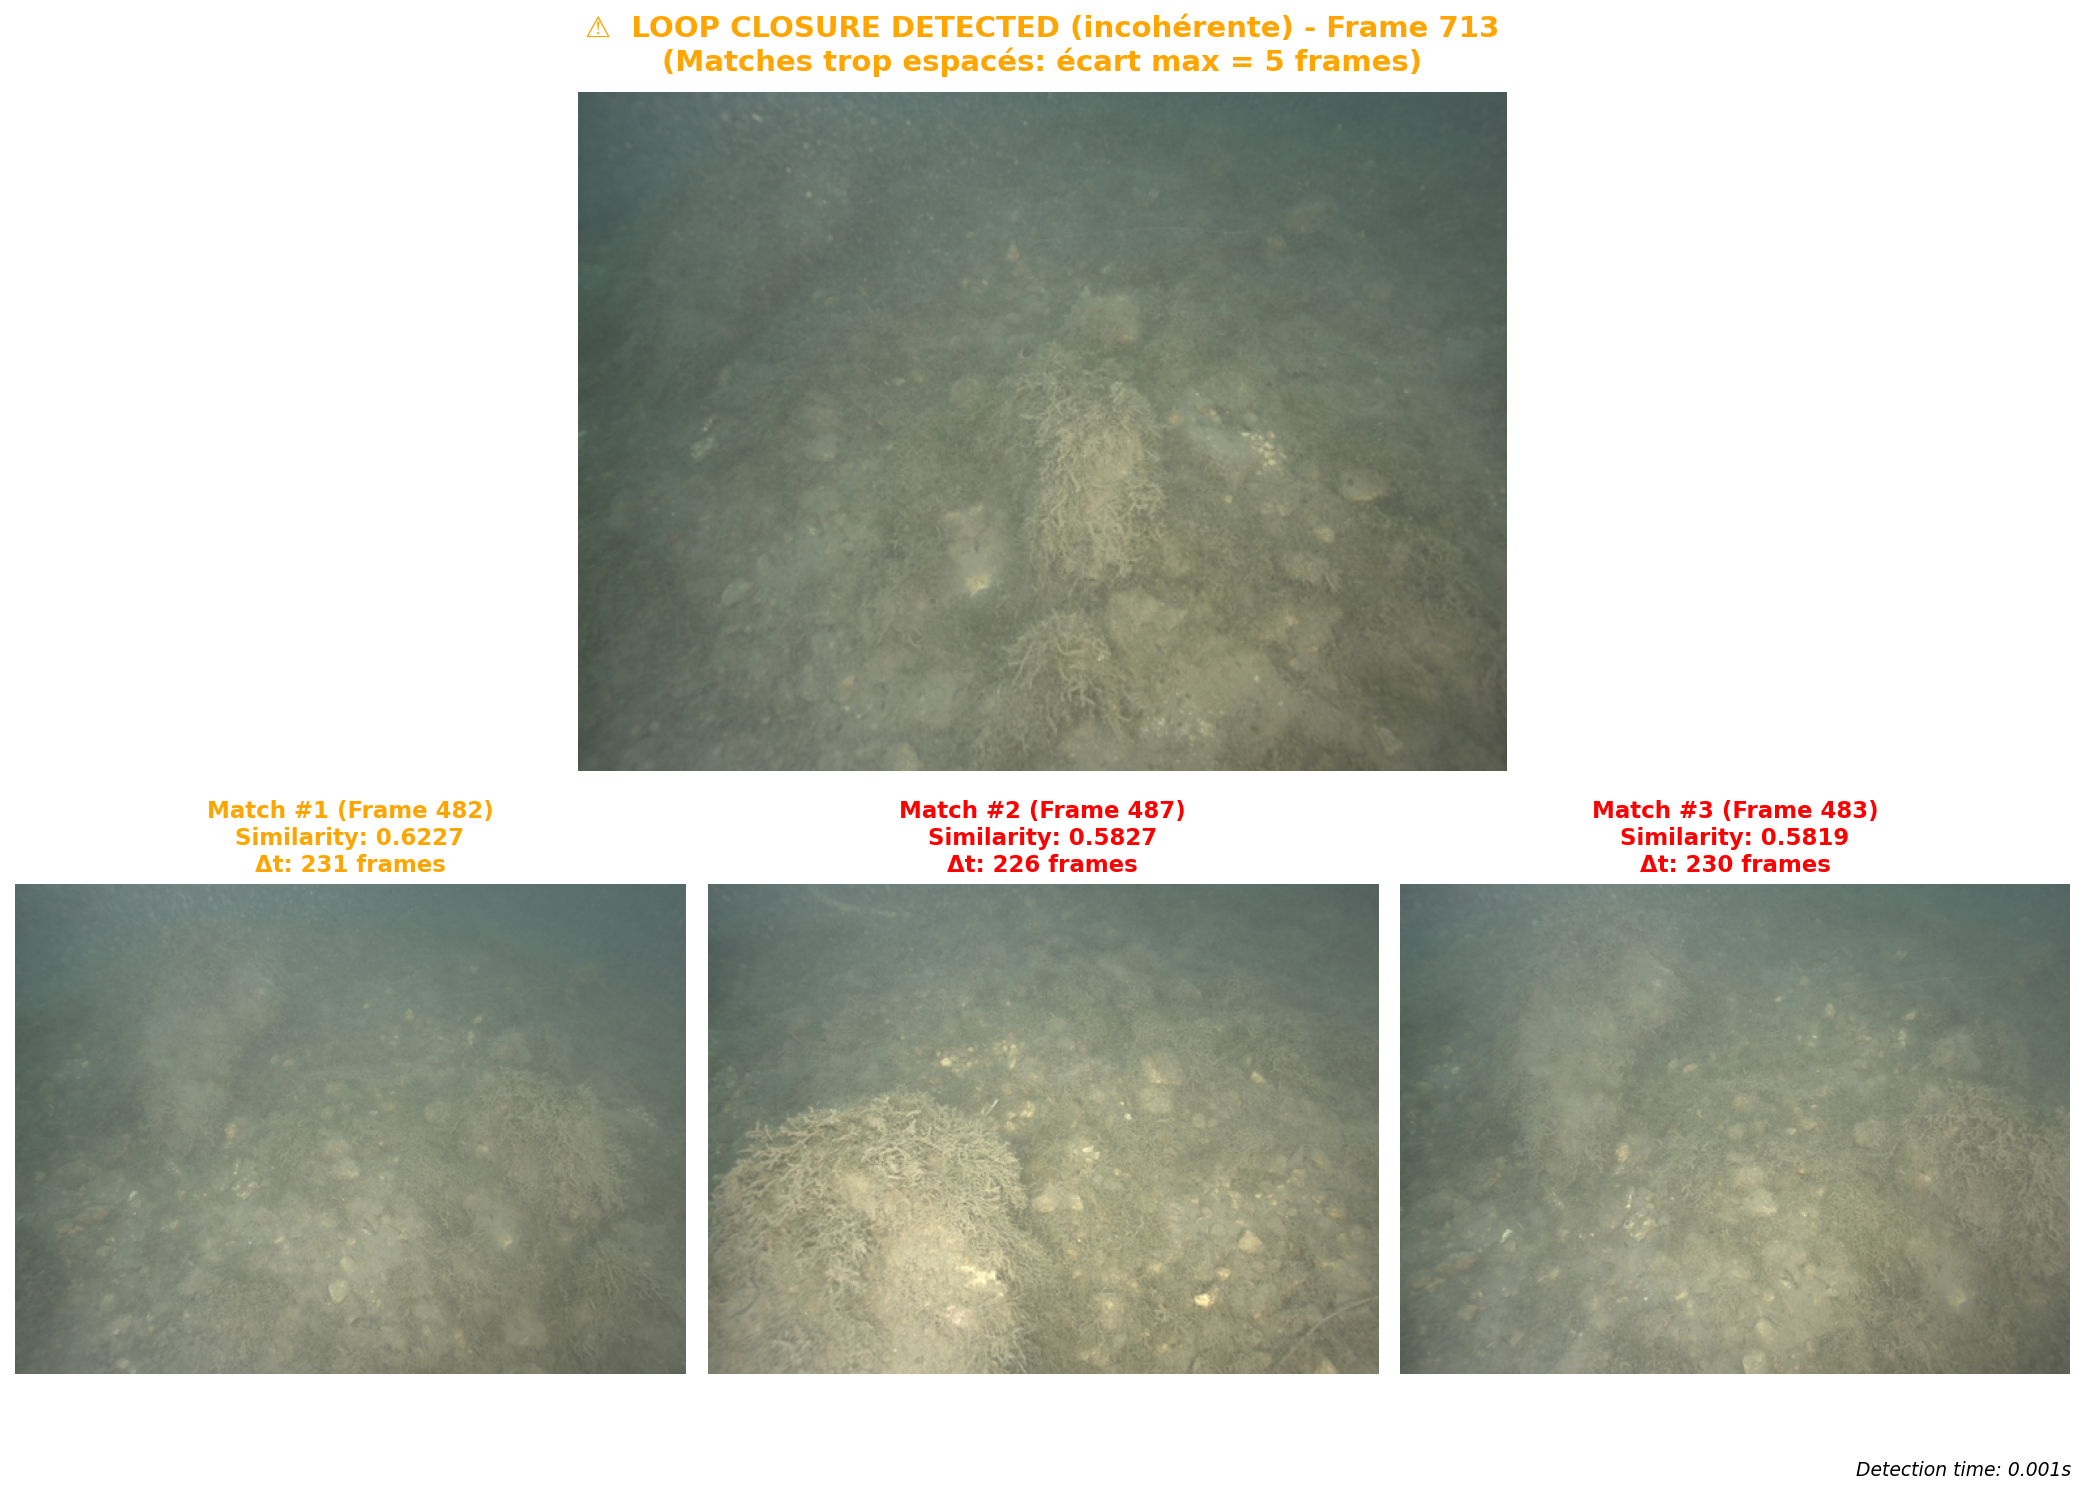 ⚠ LOOP CLOSURE DETECTED (incohérente) - Frame 713
(Matches trop espacés: écart max = 5 frames)
Match #1 (Frame 482)
Similarity: 0.6227
Δt: 231 frames
Match #2 (Frame 487)
Similarity: 0.5827
Δt: 226 frames
Match #3 (Frame 483)
Similarity: 0.5819
Δt: 230 frames
Detection time: 0.001s